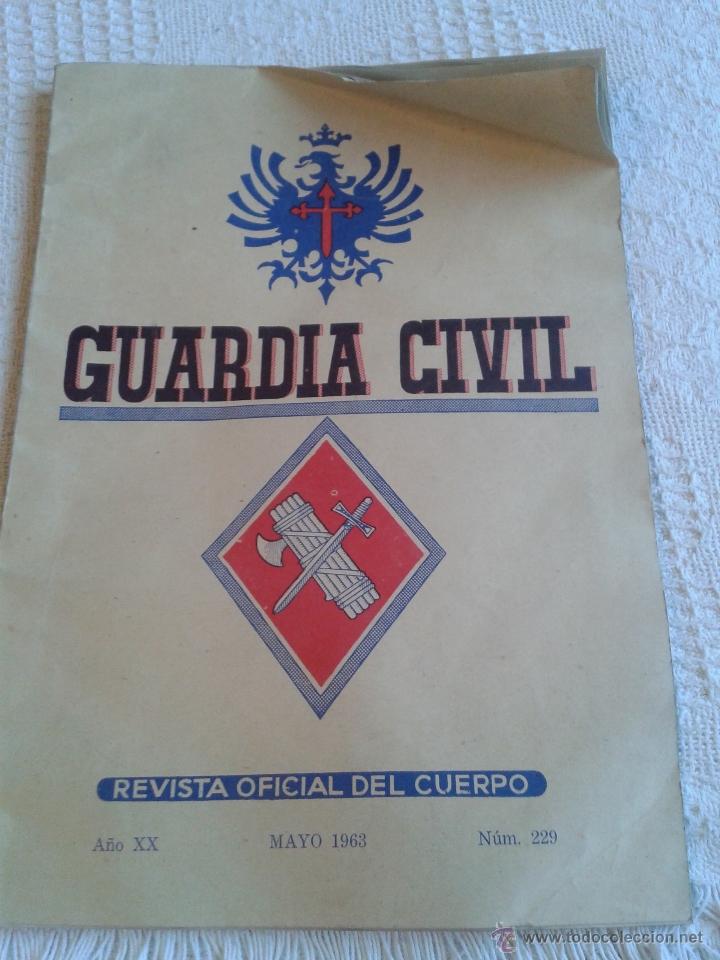 GUARDIA CIVIL
REVISTA OFICIAL DEL CUERPO
Año XX MAYO 1963 Núm. 229
© www.todocoleccion.net